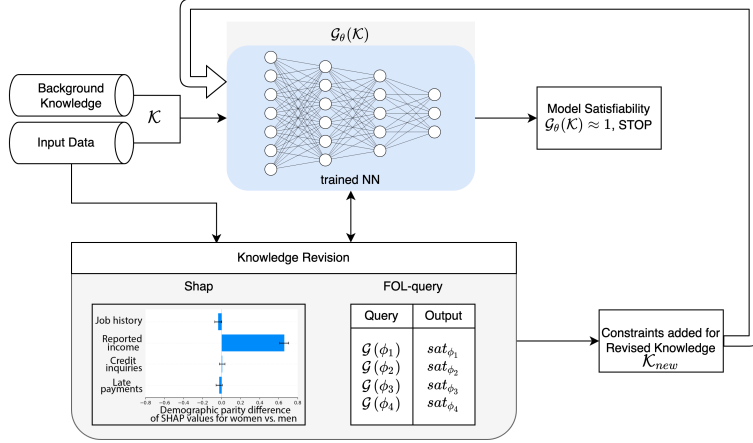 𝒢θ(𝒦)
Background
Knowledge
𝒦
Input Data
trained NN
Model Satisfiability
𝒢θ(𝒦) ≈ 1, STOP
Knowledge Revision
Shap
FOL-query
Job history
Reported
income
Credit
inquiries
Late
payments
−0.8 −0.6 −0.4 −0.2 0.0 0.2 0.4 0.6 0.8
Demographic parity difference
of SHAP values for women vs. men
Query Output
𝒢(ϕ1) satϕ1
𝒢(ϕ2) satϕ2
𝒢(ϕ3) satϕ3
𝒢(ϕ4) satϕ4
Constraints added for
Revised Knowledge
𝒦new